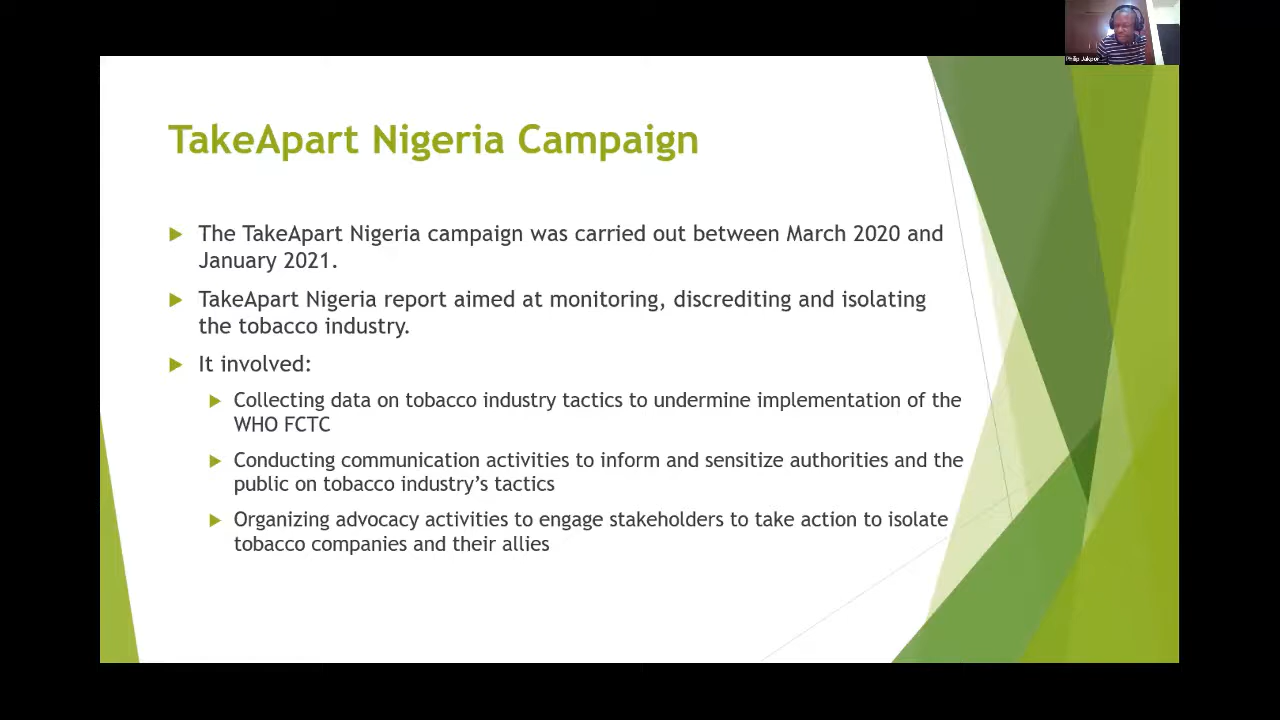 Philip Jakpor
TakeApart Nigeria Campaign
The TakeApart Nigeria campaign was carried out between March 2020 and
January 2021.
TakeApart Nigeria report aimed at monitoring, discrediting and isolating
the tobacco industry.
It involved:
Collecting data on tobacco industry tactics to undermine implementation of the
WHO FCTC
Conducting communication activities to inform and sensitize authorities and the
public on tobacco industry's tactics
Organizing advocacy activities to engage stakeholders to take action to isolate
tobacco companies and their allies